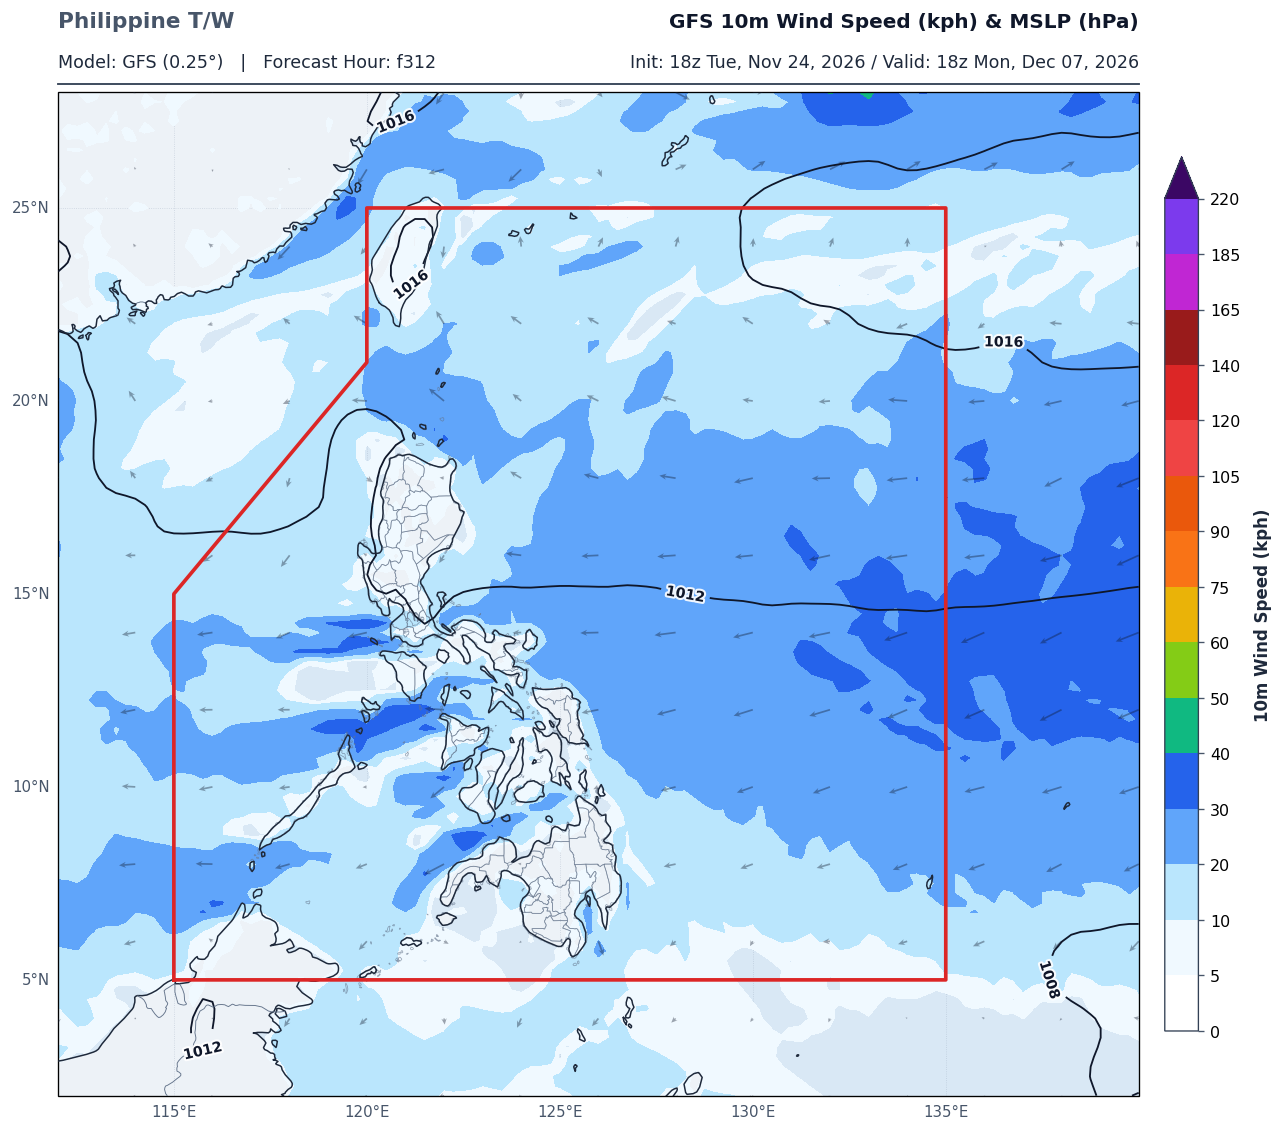 Philippine T/W
GFS 10m Wind Speed (kph) & MSLP (hPa)
Model: GFS (0.25°) | Forecast Hour: f312
Init: 18z Tue, Nov 24, 2026 / Valid: 18z Mon, Dec 07, 2026
1016
25°N
1016
1016
20°N
15°N
1012
10°N
5°N
1008
1012
115°E
120°E
125°E
130°E
135°E
220
185
165
140
120
105
90
75
60
50
40
30
20
10
5
0
10m Wind Speed (kph)